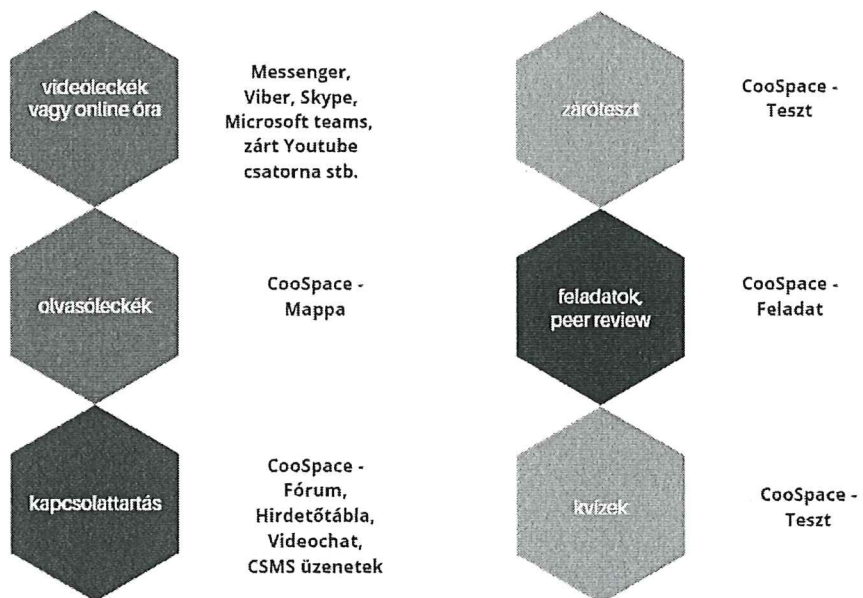 videóleckék
vagy online óra
Messenger,
Viber, Skype,
Microsoft teams,
zárt Youtube
csatorna stb.
olvasóleckék
CooSpace -
Mappa
kapcsolattartás
CooSpace -
Fórum,
Hirdetőtábla,
Videochat,
CSMS üzenetek
záróteszt
CooSpace -
Teszt
feladatok,
peer review
CooSpace -
Feladat
kvízek
CooSpace -
Teszt